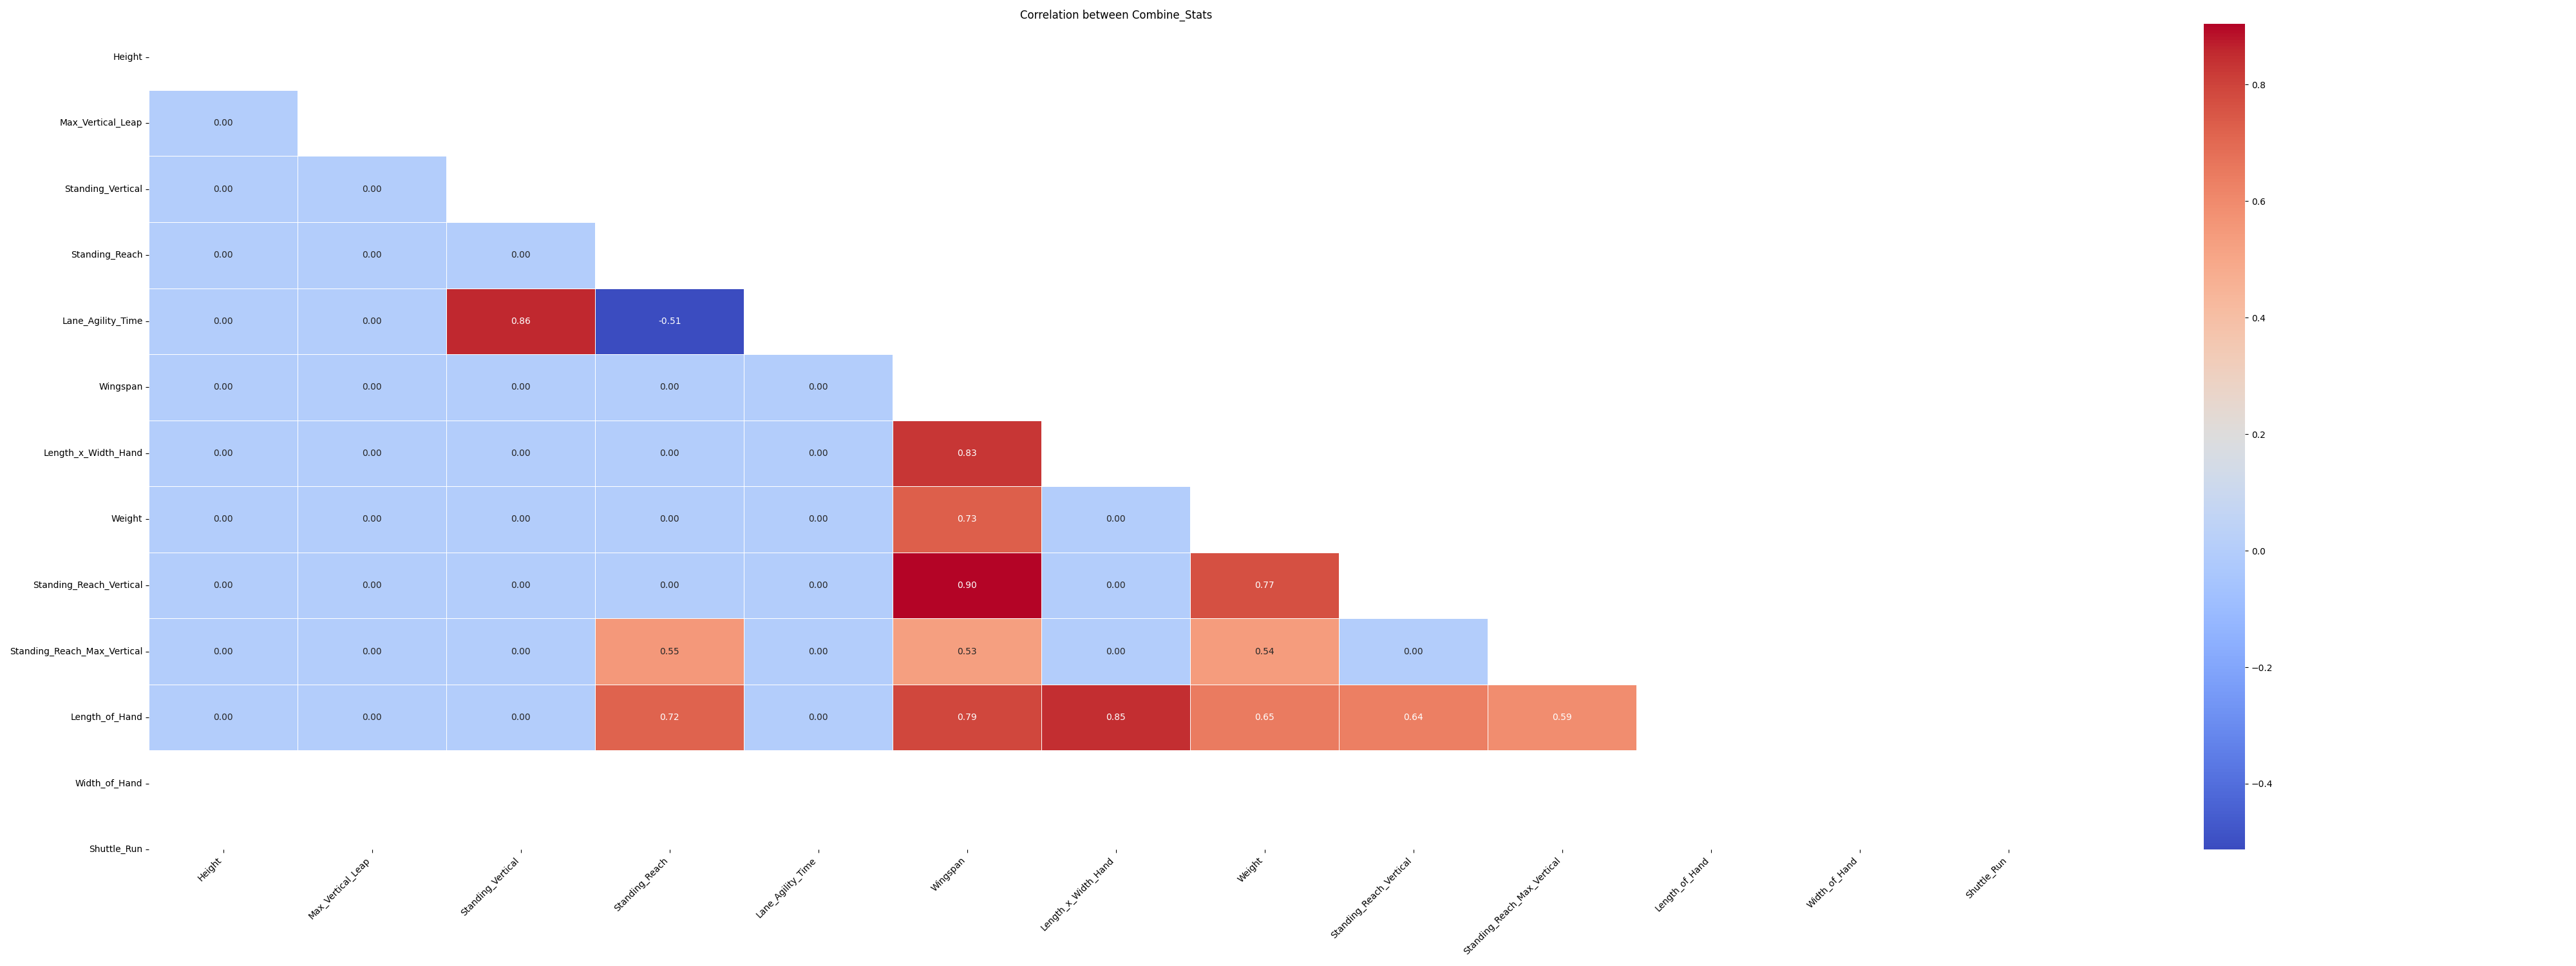 Correlation between Combine_Stats
Height
Max_Vertical_Leap 0.00
Standing_Vertical 0.00 0.00
Standing_Reach 0.00 0.00 0.00
Lane_Agility_Time 0.00 0.00 0.86 -0.51
Wingspan 0.00 0.00 0.00 0.00 0.00
Length_x_Width_Hand 0.00 0.00 0.00 0.00 0.00 0.83
Weight 0.00 0.00 0.00 0.00 0.00 0.73 0.00
Standing_Reach_Vertical 0.00 0.00 0.00 0.00 0.00 0.90 0.00 0.77
Standing_Reach_Max_Vertical 0.00 0.00 0.00 0.55 0.00 0.53 0.00 0.54 0.00
Length_of_Hand 0.00 0.00 0.00 0.72 0.00 0.79 0.85 0.65 0.64 0.59
Width_of_Hand
Shuttle_Run
Height Max_Vertical_Leap Standing_Vertical Standing_Reach Lane_Agility_Time Wingspan Length_x_Width_Hand Weight Standing_Reach_Vertical Standing_Reach_Max_Vertical Length_of_Hand Width_of_Hand Shuttle_Run
0.8
0.6
0.4
0.2
0.0
−0.2
−0.4